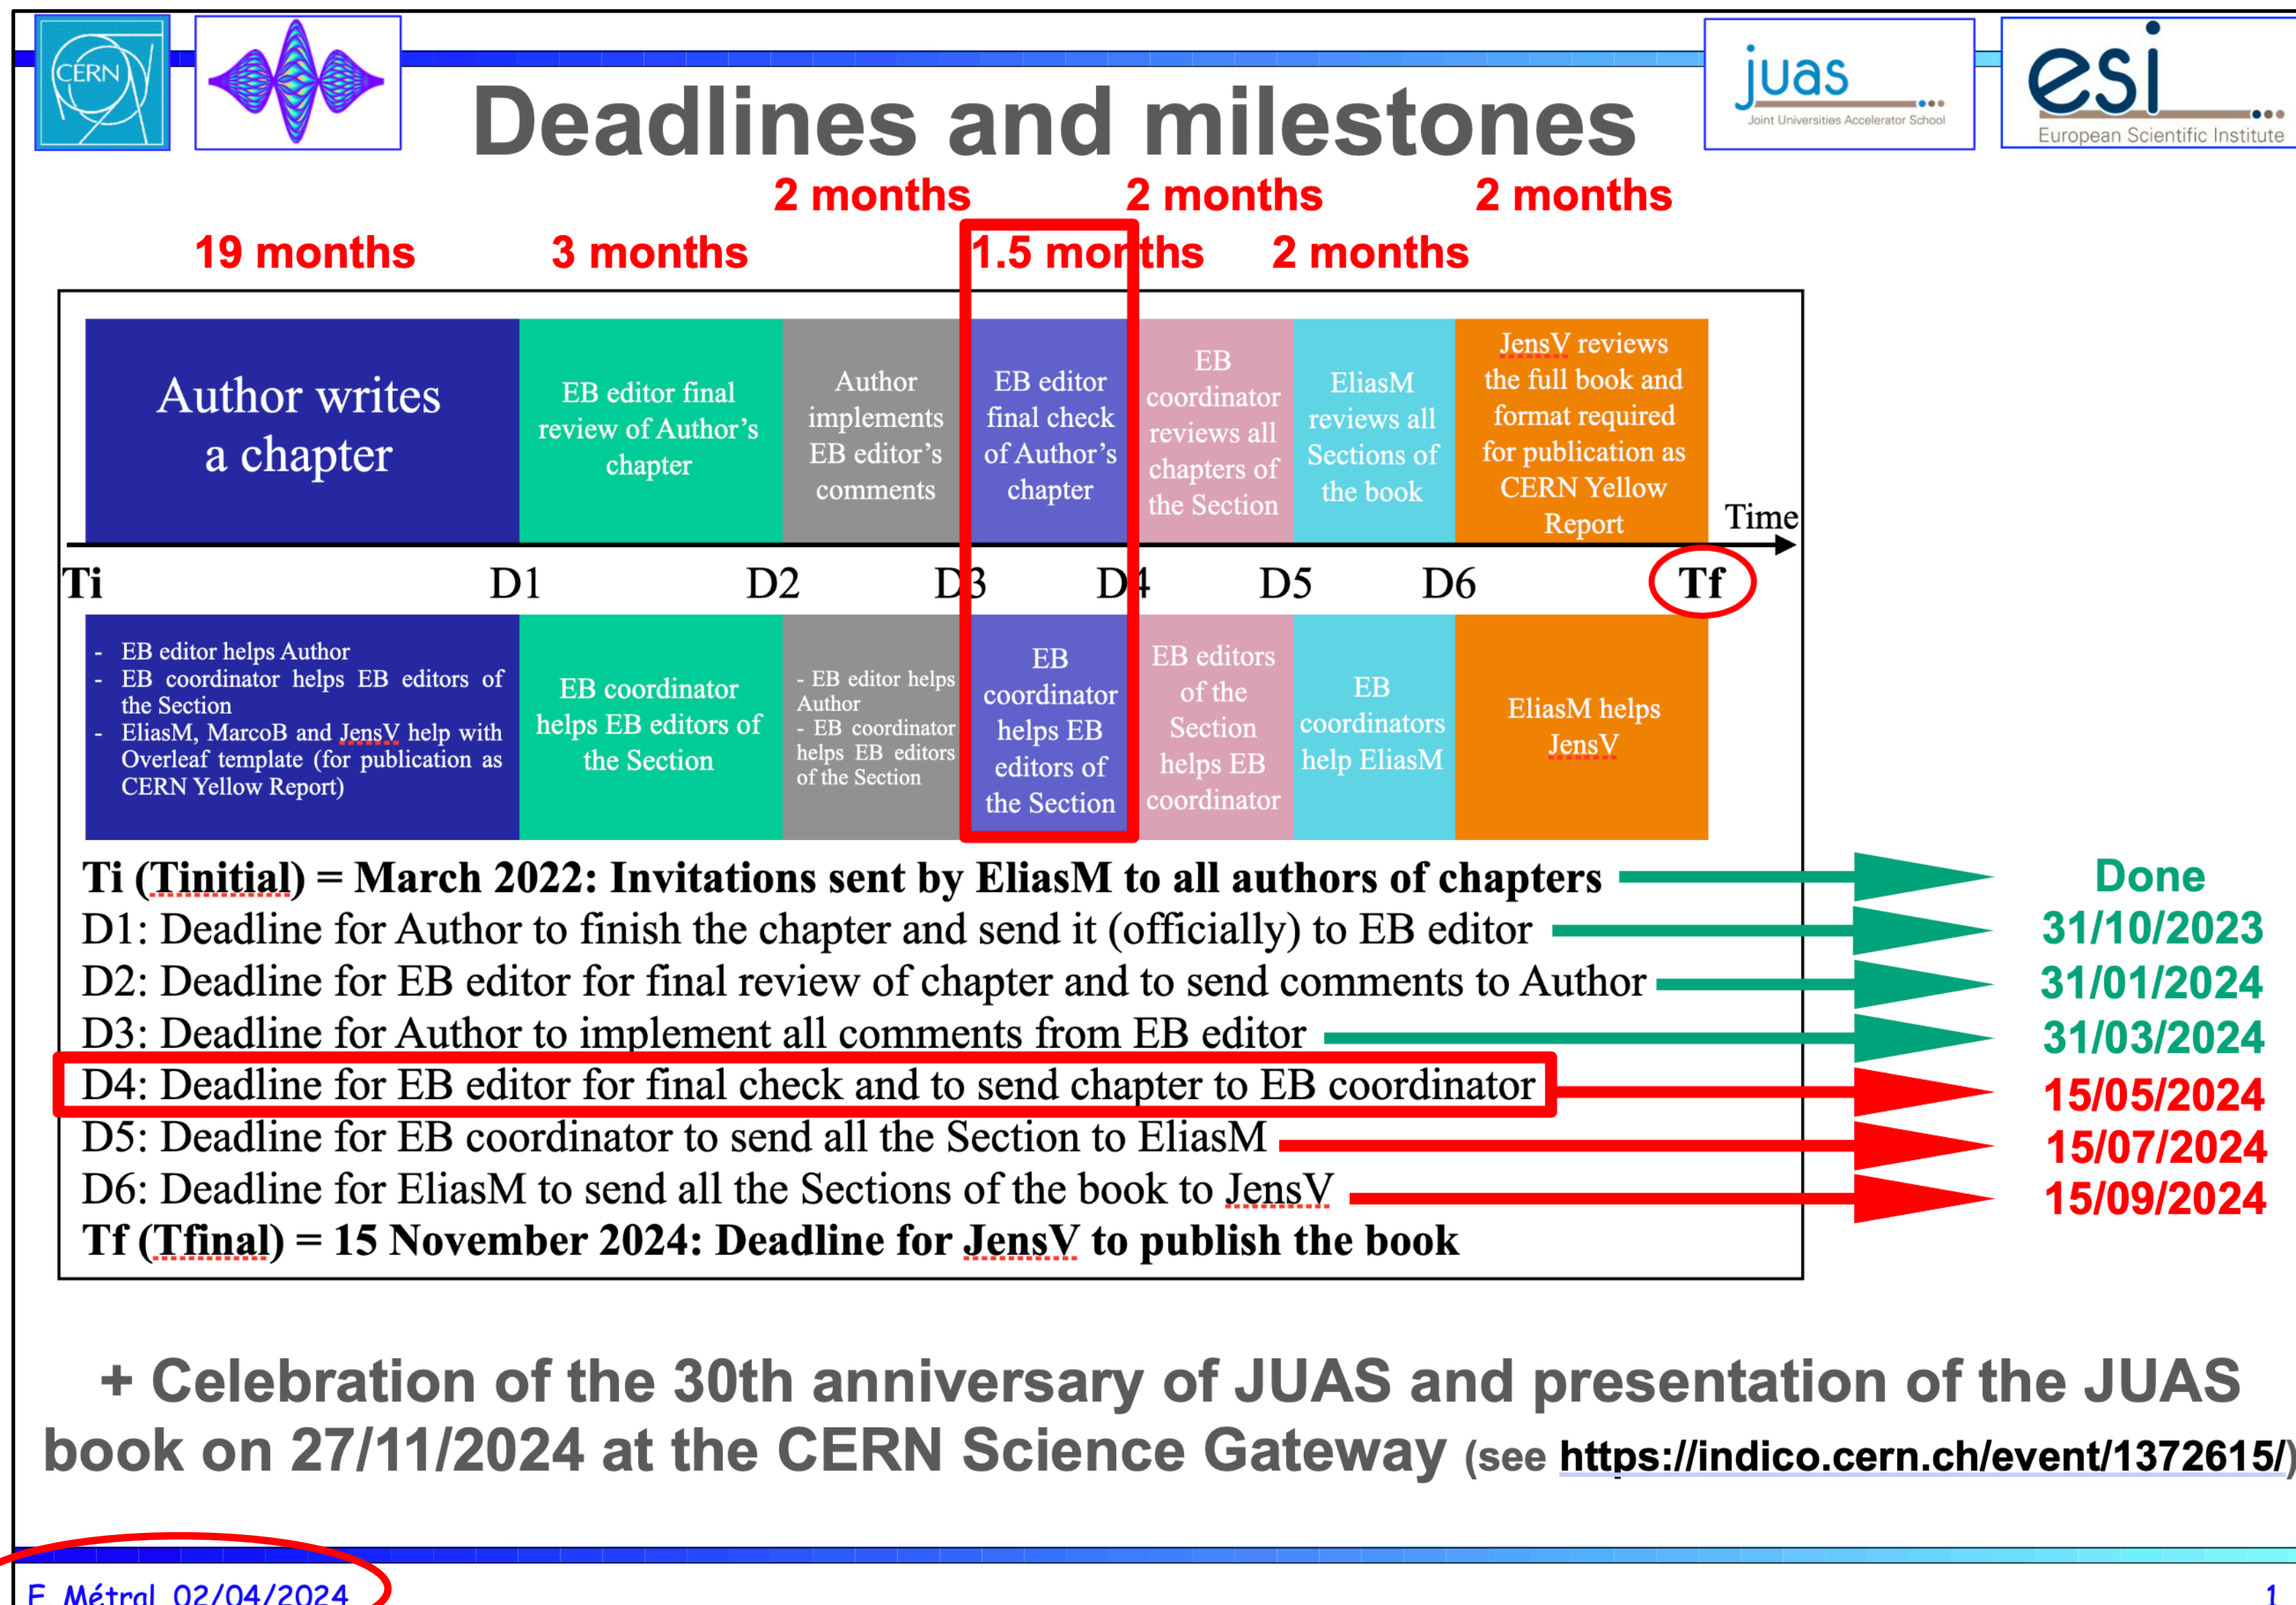 CERN
juas
Joint Universities Accelerator School
esi
European Scientific Institute
Deadlines and milestones
2 months
2 months
2 months
19 months
3 months
1.5 months
2 months
Author writes
a chapter
EB editor final
review of Author's
chapter
Author
implements
EB editor's
comments
EB editor
final check
of Author's
chapter
EB
coordinator
reviews all
chapters of
the Section
EliasM
reviews all
Sections of
the book
JensV reviews
the full book and
format required
for publication as
CERN Yellow
Report
Time
Ti
D1
D2
D3
D4
D5
D6
Tf
- EB editor helps Author
- EB coordinator helps EB editors of
the Section
- EliasM, MarcoB and JensV help with
Overleaf template (for publication as
CERN Yellow Report)
EB coordinator
helps EB editors of
the Section
- EB editor helps
Author
- EB coordinator
helps EB editors
of the Section
EB
coordinator
helps EB
editors of
the Section
EB editors
of the
Section
helps EB
coordinator
EB
coordinators
help EliasM
EliasM helps
JensV
Ti (Tinitial) = March 2022: Invitations sent by EliasM to all authors of chapters
Done
D1: Deadline for Author to finish the chapter and send it (officially) to EB editor
31/10/2023
D2: Deadline for EB editor for final review of chapter and to send comments to Author
31/01/2024
D3: Deadline for Author to implement all comments from EB editor
31/03/2024
D4: Deadline for EB editor for final check and to send chapter to EB coordinator
15/05/2024
D5: Deadline for EB coordinator to send all the Section to EliasM
15/07/2024
D6: Deadline for EliasM to send all the Sections of the book to JensV
15/09/2024
Tf (Tfinal) = 15 November 2024: Deadline for JensV to publish the book
+ Celebration of the 30th anniversary of JUAS and presentation of the JUAS
book on 27/11/2024 at the CERN Science Gateway (see https://indico.cern.ch/event/1372615/)
E. Métral, 02/04/2024
1